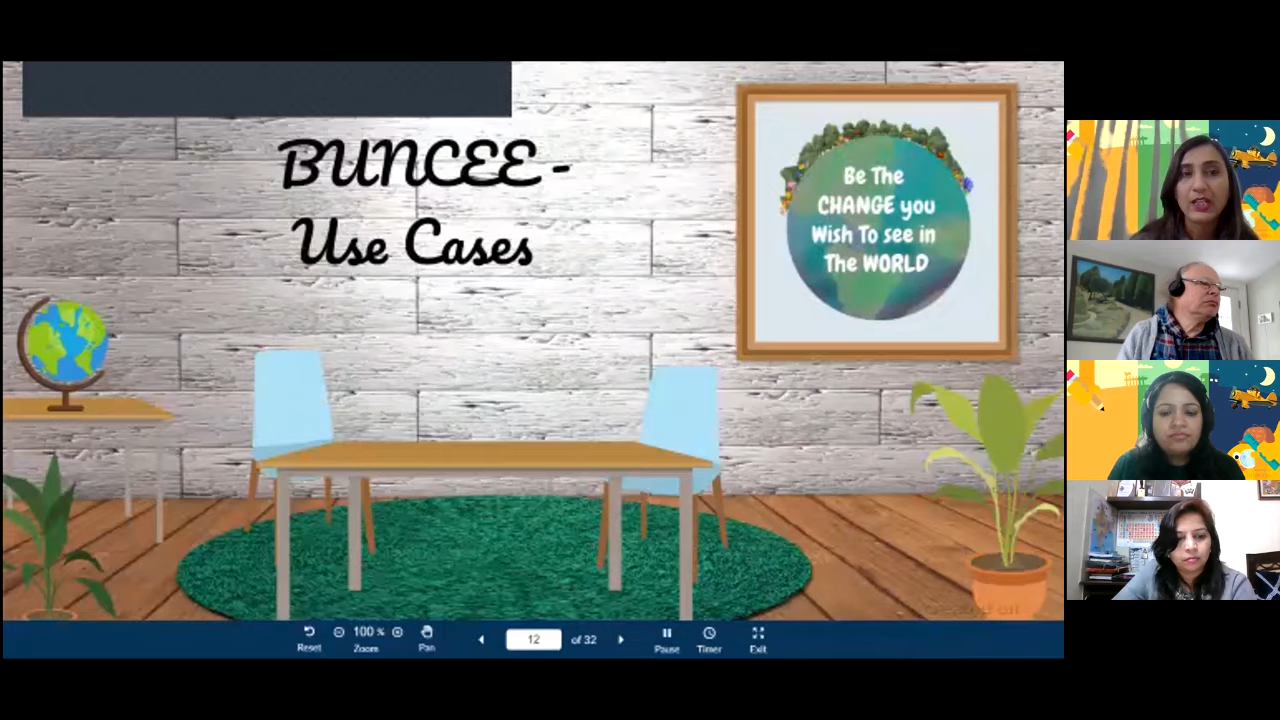 BUNCEE -
Use Cases
Be The
CHANGE you
Wish To see in
The WORLD
Reset
100 %
Zoom
Pan
12 of 32
Pause
Timer
Exit